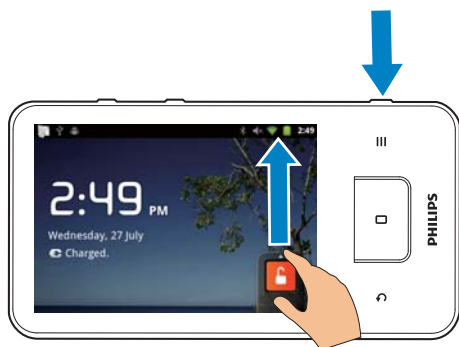 2:49
2:49 PM
Wednesday, 27 July
Charged.
PHILIPS